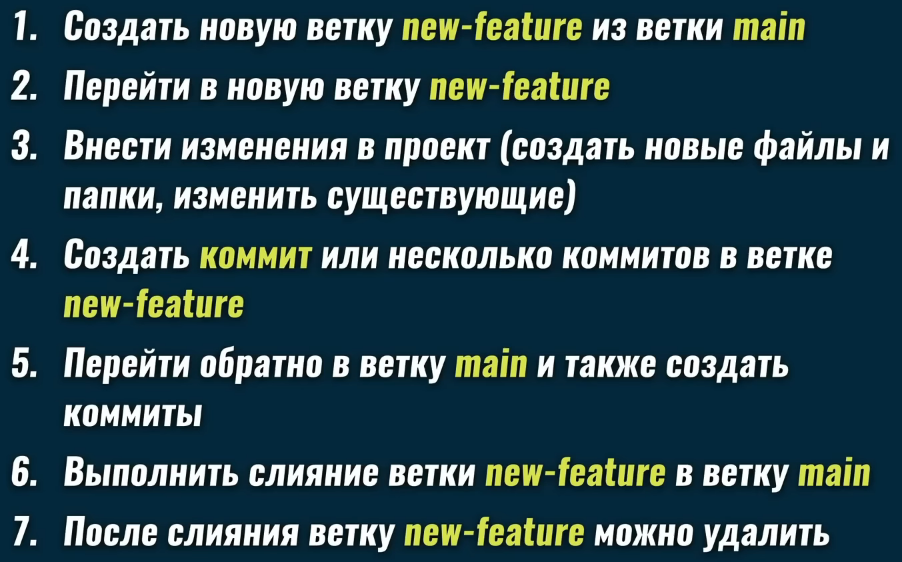 1. Создать новую ветку new-feature из ветки main
2. Перейти в новую ветку new-feature
3. Внести изменения в проект (создать новые файлы и
папки, изменить существующие)
4. Создать коммит или несколько коммитов в ветке
new-feature
5. Перейти обратно в ветку main и также создать
коммиты
6. Выполнить слияние ветки new-feature в ветку main
7. После слияния ветку new-feature можно удалить